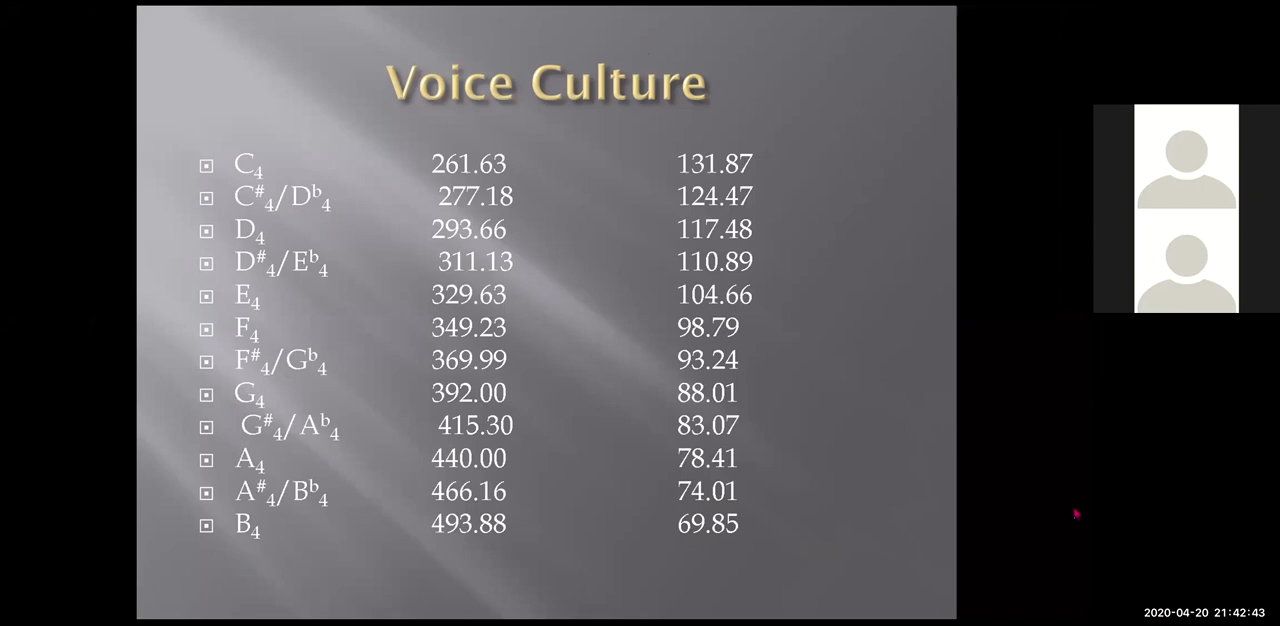 Voice Culture
C₄ 261.63 131.87
C#₄/Dᵇ₄ 277.18 124.47
D₄ 293.66 117.48
D#₄/Eᵇ₄ 311.13 110.89
E₄ 329.63 104.66
F₄ 349.23 98.79
F#₄/Gᵇ₄ 369.99 93.24
G₄ 392.00 88.01
G#₄/Aᵇ₄ 415.30 83.07
A₄ 440.00 78.41
A#₄/Bᵇ₄ 466.16 74.01
B₄ 493.88 69.85
2020-04-20 21:42:43